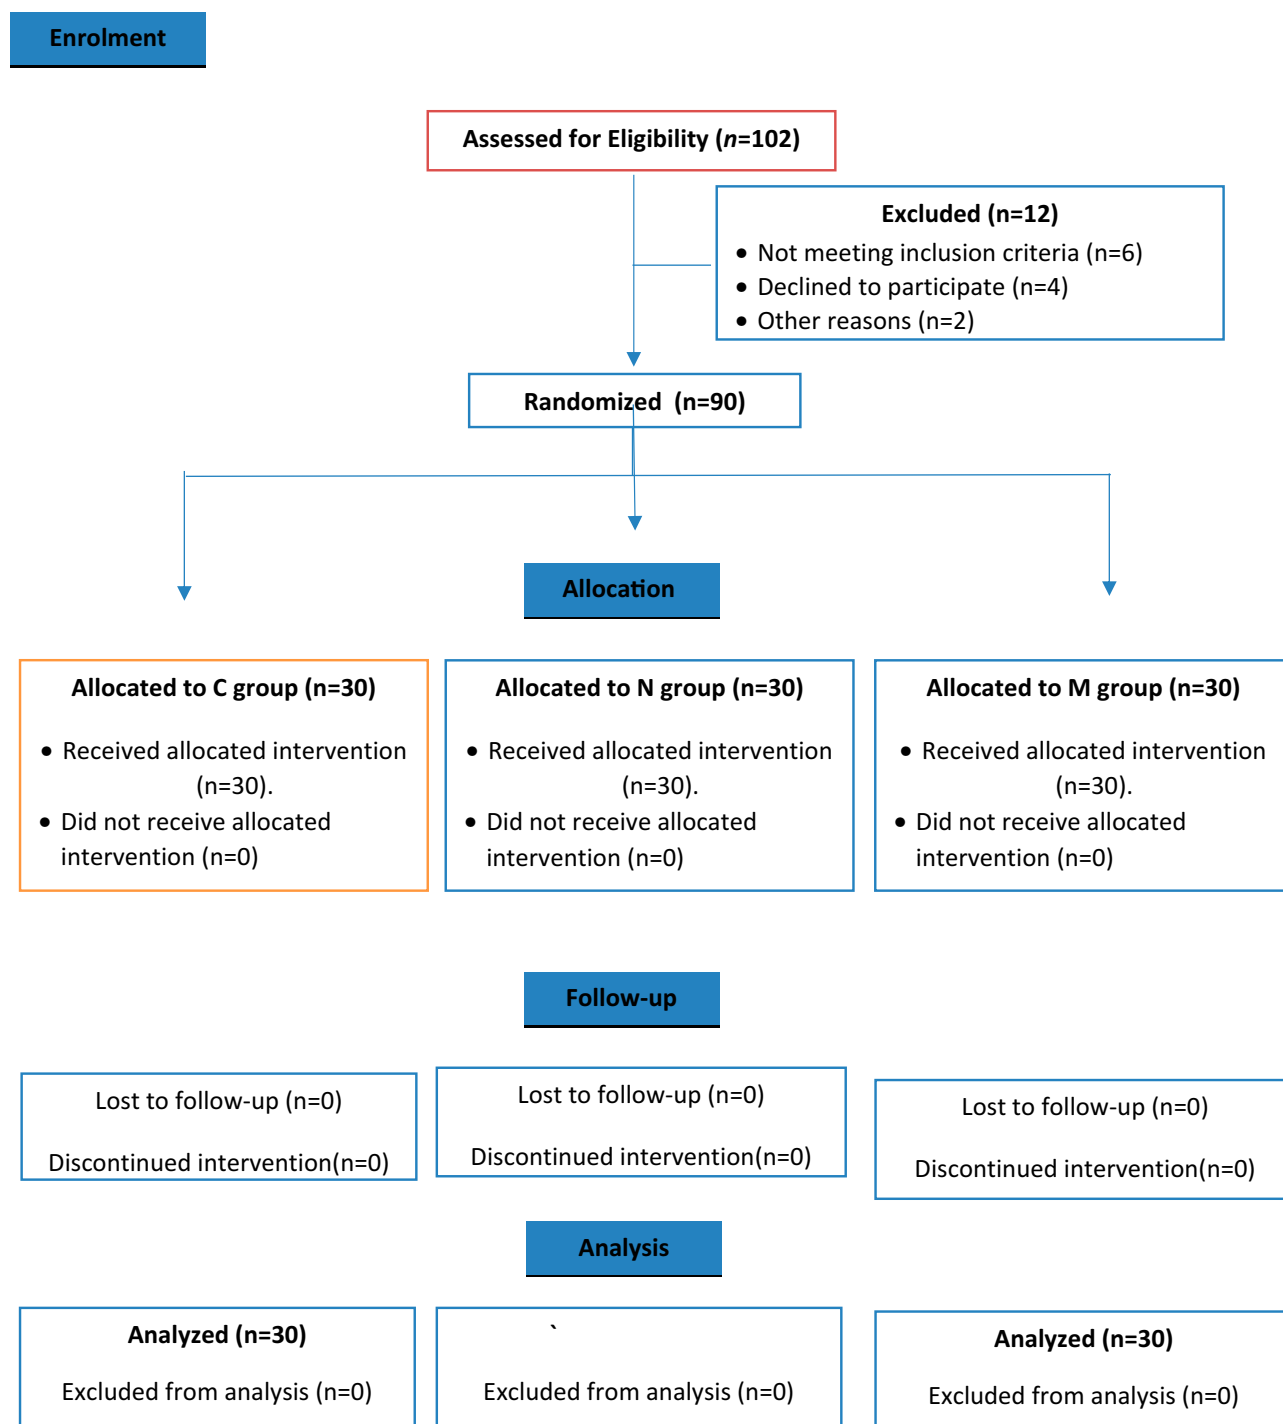 Enrolment
Assessed for Eligibility (n=102)
Excluded (n=12)
• Not meeting inclusion criteria (n=6)
• Declined to participate (n=4)
• Other reasons (n=2)
Randomized (n=90)
Allocation
Allocated to C group (n=30)
• Received allocated intervention
(n=30).
• Did not receive allocated
intervention (n=0)
Allocated to N group (n=30)
• Received allocated intervention
(n=30).
• Did not receive allocated
intervention (n=0)
Allocated to M group (n=30)
• Received allocated intervention
(n=30).
• Did not receive allocated
intervention (n=0)
Follow-up
Lost to follow-up (n=0)
Discontinued intervention(n=0)
Lost to follow-up (n=0)
Discontinued intervention(n=0)
Lost to follow-up (n=0)
Discontinued intervention(n=0)
Analysis
Analyzed (n=30)
Excluded from analysis (n=0)
`
Excluded from analysis (n=0)
Analyzed (n=30)
Excluded from analysis (n=0)